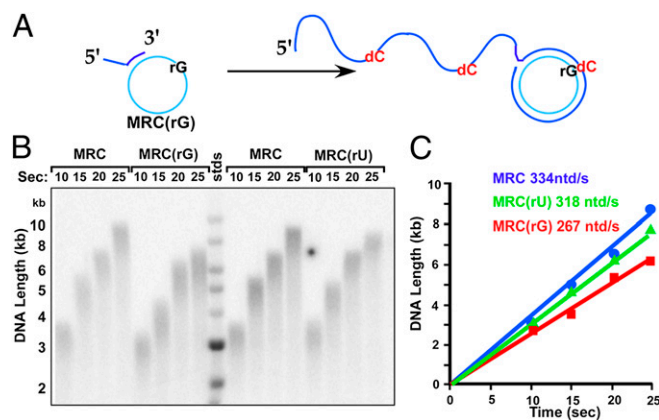 A
5'
3'
rG
MRC(rG)
5'
dC
dC
rG
dC
B
MRC MRC(rG) stds MRC MRC(rU)
Sec: 10 15 20 25 10 15 20 25 10 15 20 25 10 15 20 25
kb
10
8
6
5
4
3
2
DNA Length (kb)
C
MRC 334ntd/s
MRC(rU) 318 ntd/s
MRC(rG) 267 ntd/s
DNA Length (kb)
10
8
6
4
2
0
0 5 10 15 20 25
Time (sec)